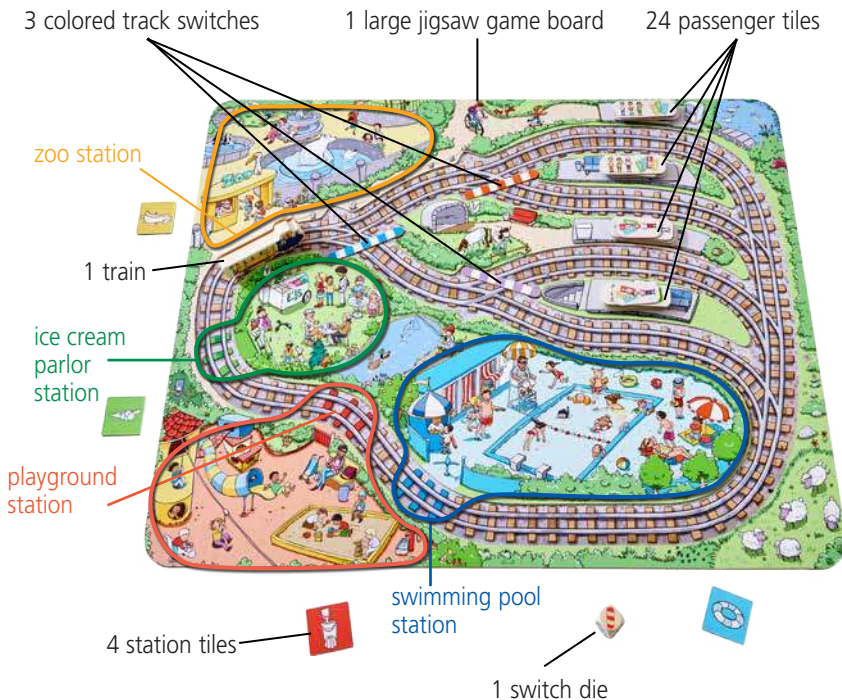 3 colored track switches
1 large jigsaw game board
24 passenger tiles
zoo station
1 train
ice cream
parlor
station
playground
station
swimming pool
station
4 station tiles
1 switch die